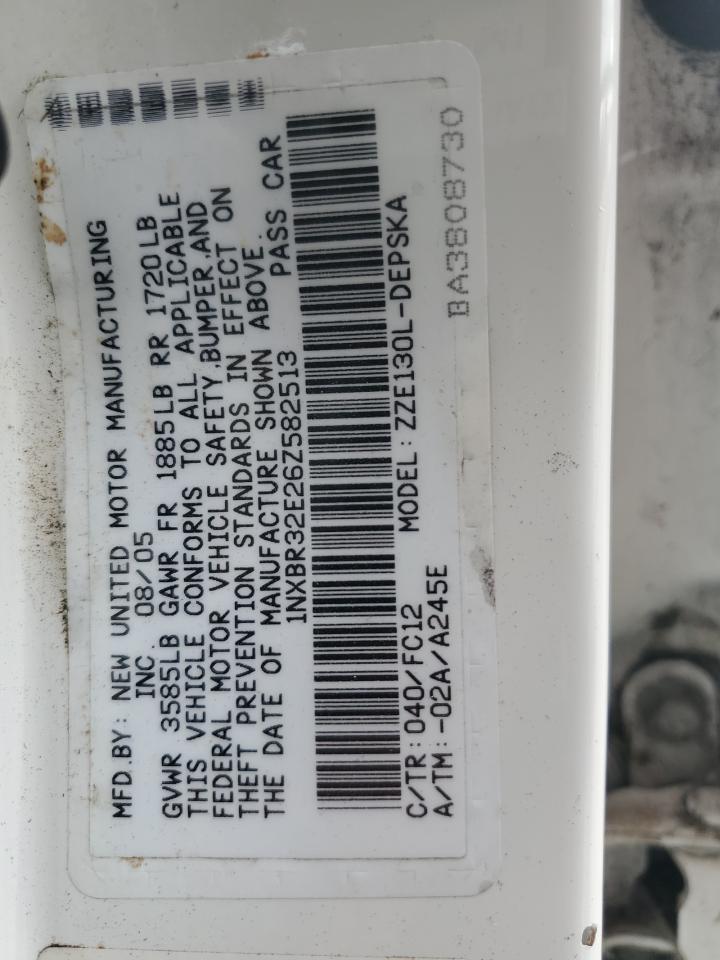 MFD.BY: NEW UNITED MOTOR MANUFACTURING
INC. 08/05
GVWR 3585LB GAWR FR 1885LB RR 1720LB
THIS VEHICLE CONFORMS TO ALL APPLICABLE
FEDERAL MOTOR VEHICLE SAFETY,BUMPER,AND
THEFT PREVENTION STANDARDS IN EFFECT ON
THE DATE OF MANUFACTURE SHOWN ABOVE.
1NXBR32E26Z582513 PASS CAR
C/TR:040/FC12 MODEL:ZZE130L-DEPSKA
A/TM:-02A/A245E
BA3808730